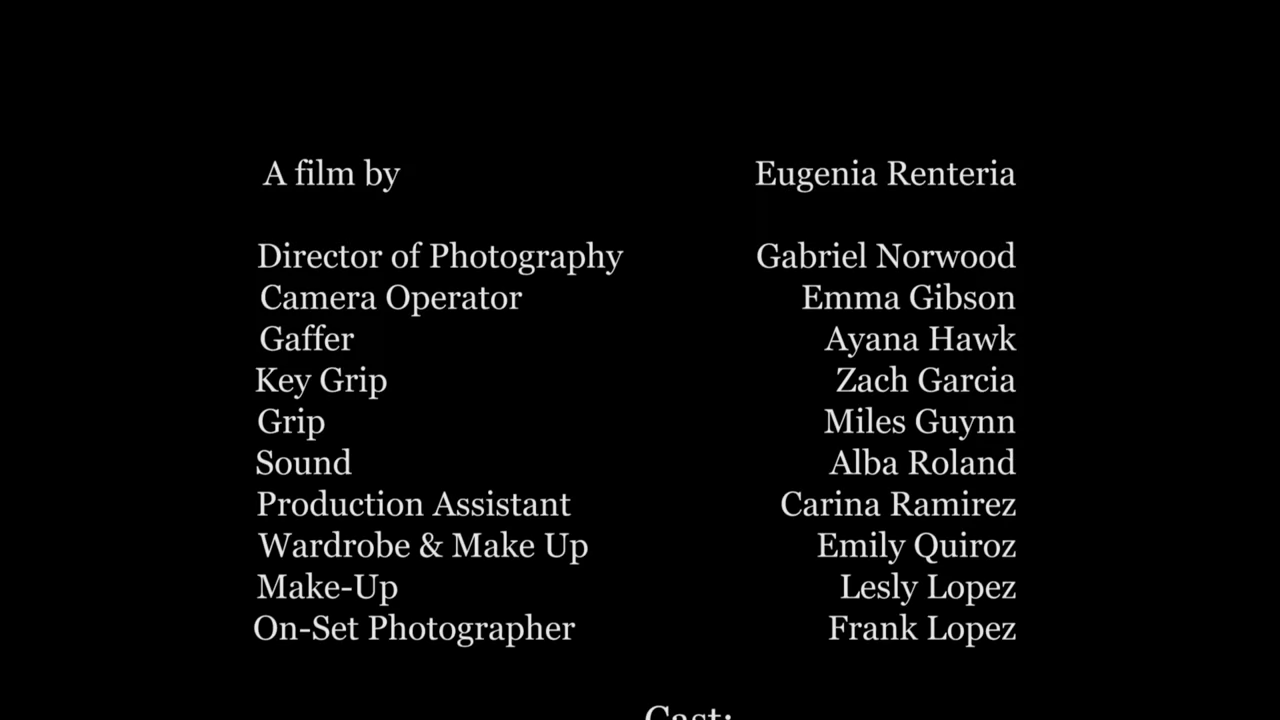 A film by Eugenia Renteria
Director of Photography Gabriel Norwood
Camera Operator Emma Gibson
Gaffer Ayana Hawk
Key Grip Zach Garcia
Grip Miles Guynn
Sound Alba Roland
Production Assistant Carina Ramirez
Wardrobe & Make Up Emily Quiroz
Make-Up Lesly Lopez
On-Set Photographer Frank Lopez
Cast: